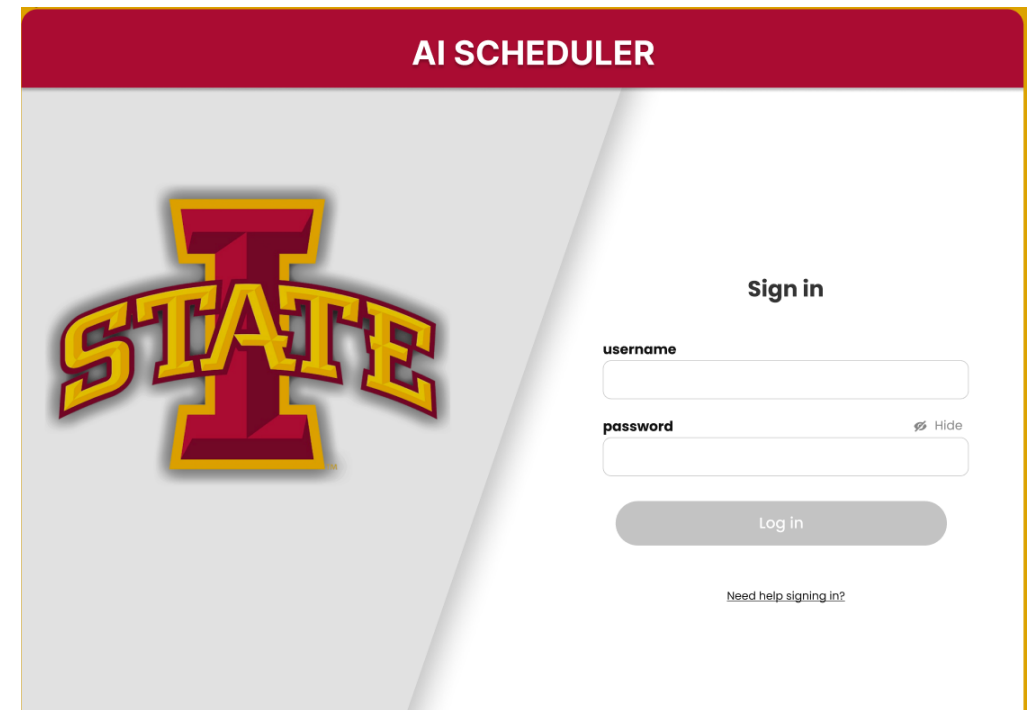 AI SCHEDULER
STATE
I
Sign in
username
password
Hide
Log in
Need help signing in?